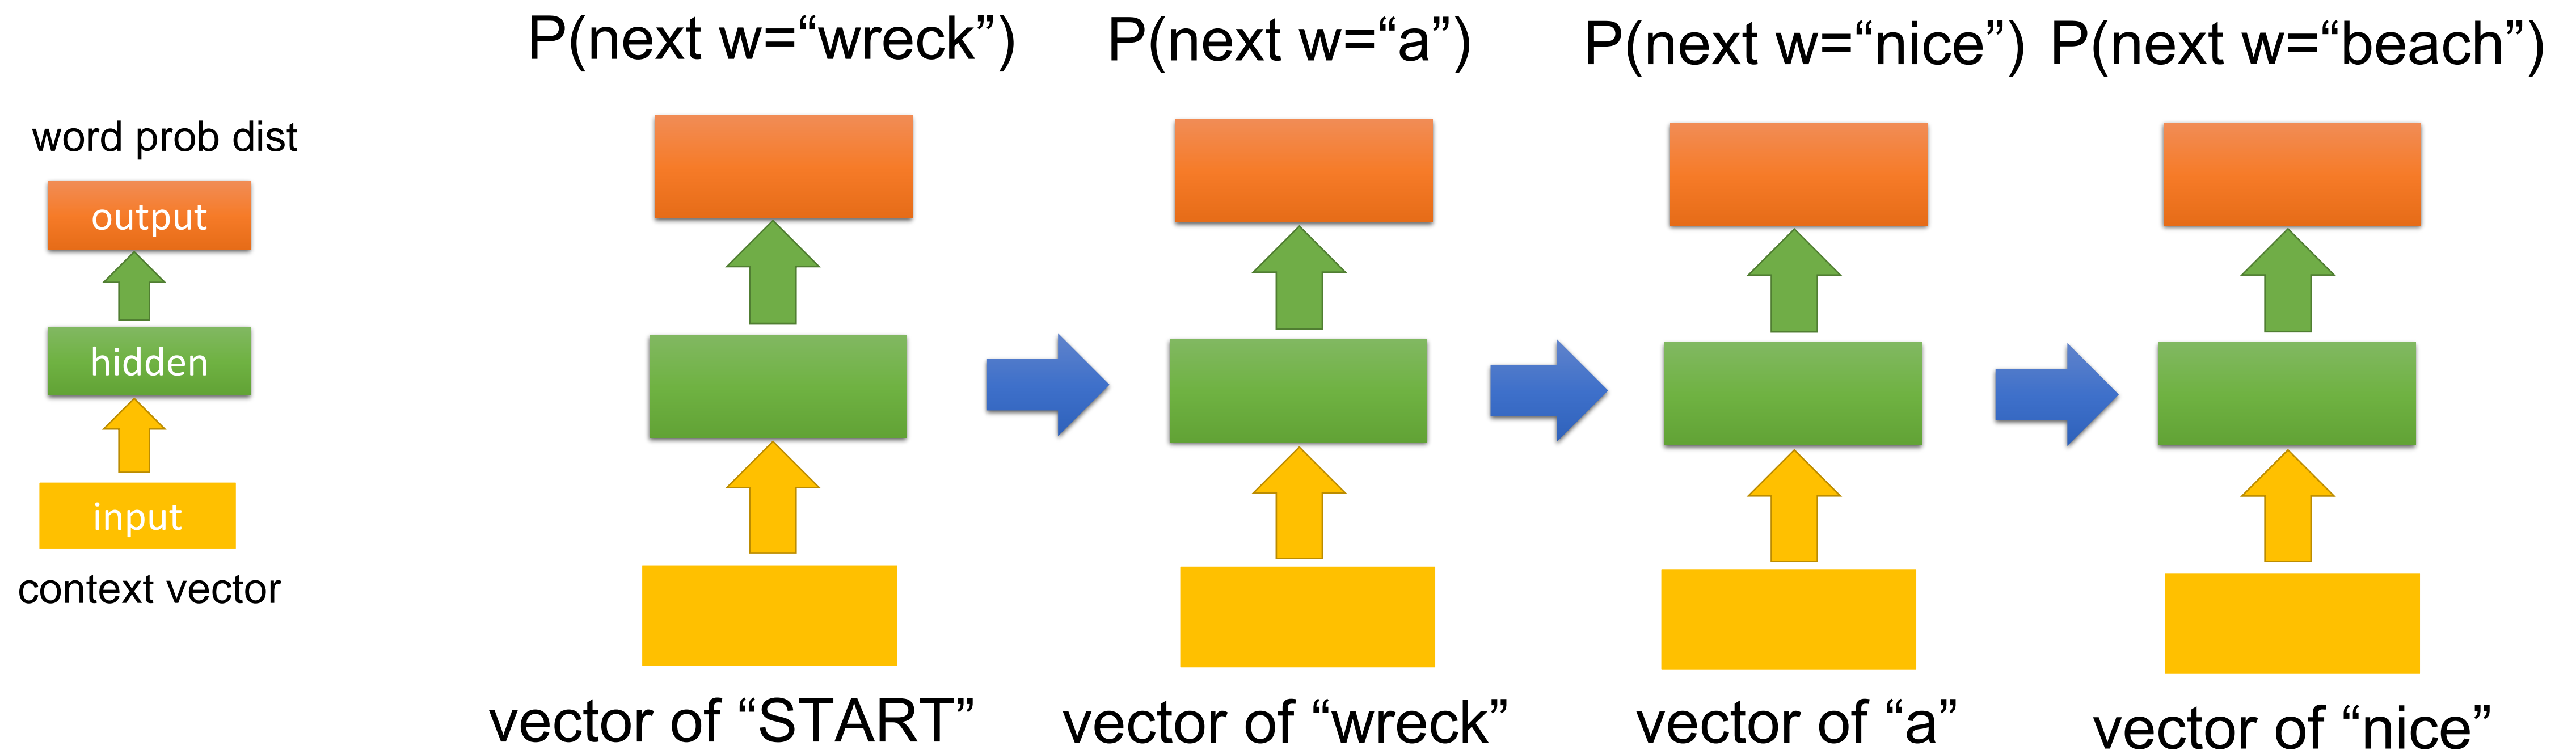 P(next w=“wreck”)
P(next w=“a”)
P(next w=“nice”)
P(next w=“beach”)
word prob dist
output
hidden
input
context vector
vector of “START”
vector of “wreck”
vector of “a”
vector of “nice”